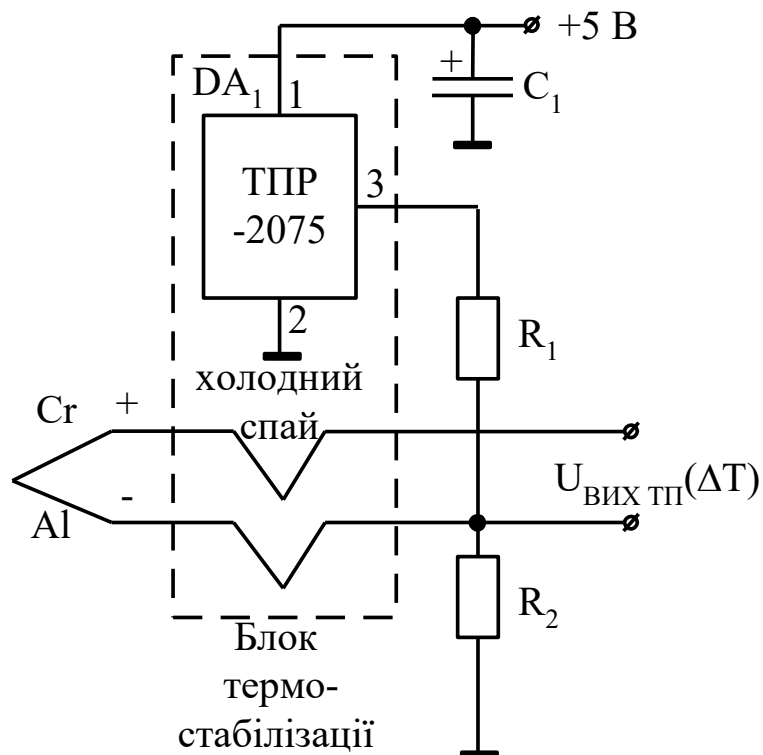 +5 В
DA1
1
+
C1
ТПР
-2075
3
2
R1
холодний
спай
Cr
+
-
Al
UВИХ ТП(ΔT)
R2
Блок
термо-
стабілізації